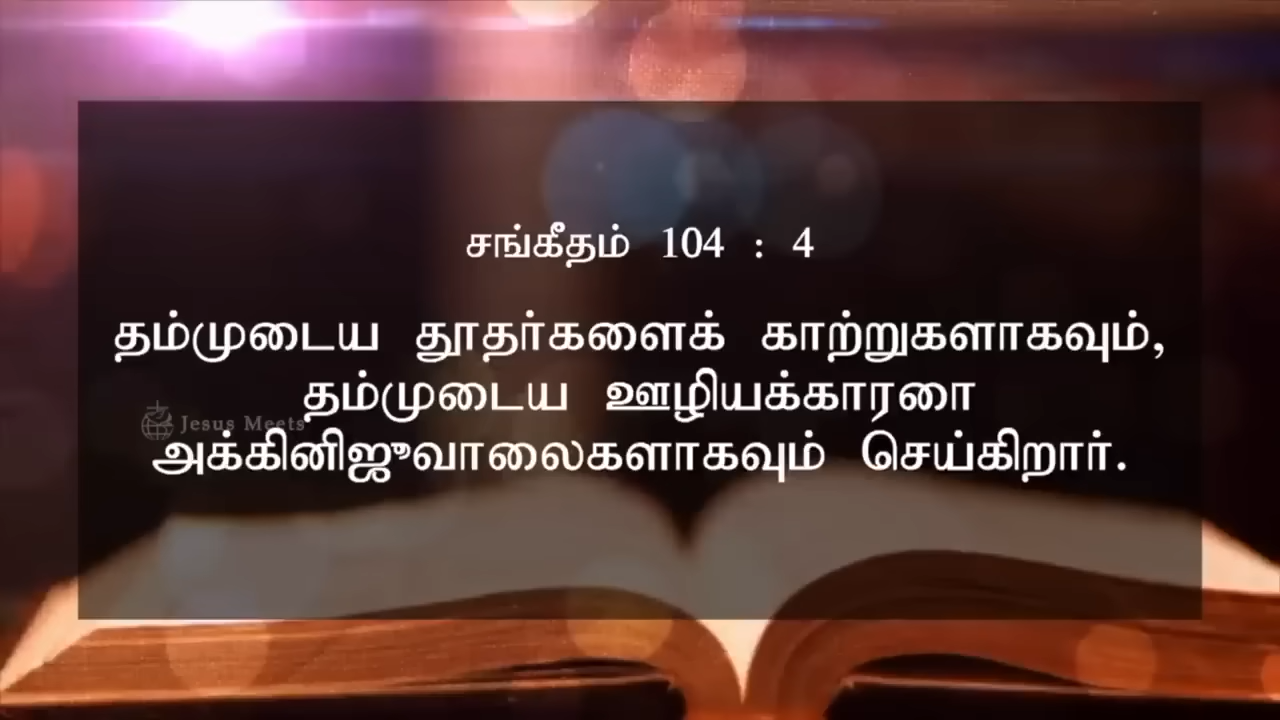 சங்கீதம் 104 : 4
தம்முடைய தூதர்களைக் காற்றுகளாகவும்,
தம்முடைய ஊழியக்காரரை
Jesus Meets
அக்கினிஜுவாலைகளாகவும் செய்கிறார்.